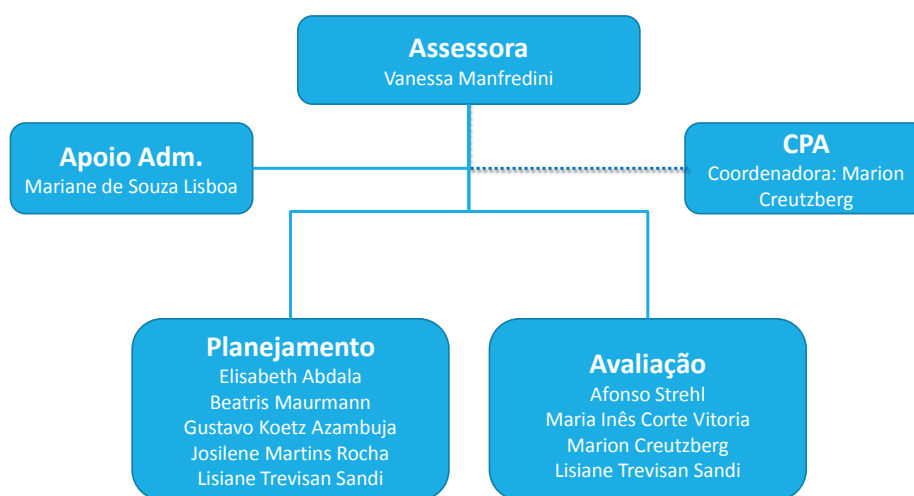 Assessora
Vanessa Manfredini
Apoio Adm.
Mariane de Souza Lisboa
CPA
Coordenadora: Marion
Creutzberg
Planejamento
Elisabeth Abdala
Beatris Maurmann
Gustavo Koetz Azambuja
Josilene Martins Rocha
Lisiane Trevisan Sandi
Avaliação
Afonso Strehl
Maria Inês Corte Vitoria
Marion Creutzberg
Lisiane Trevisan Sandi